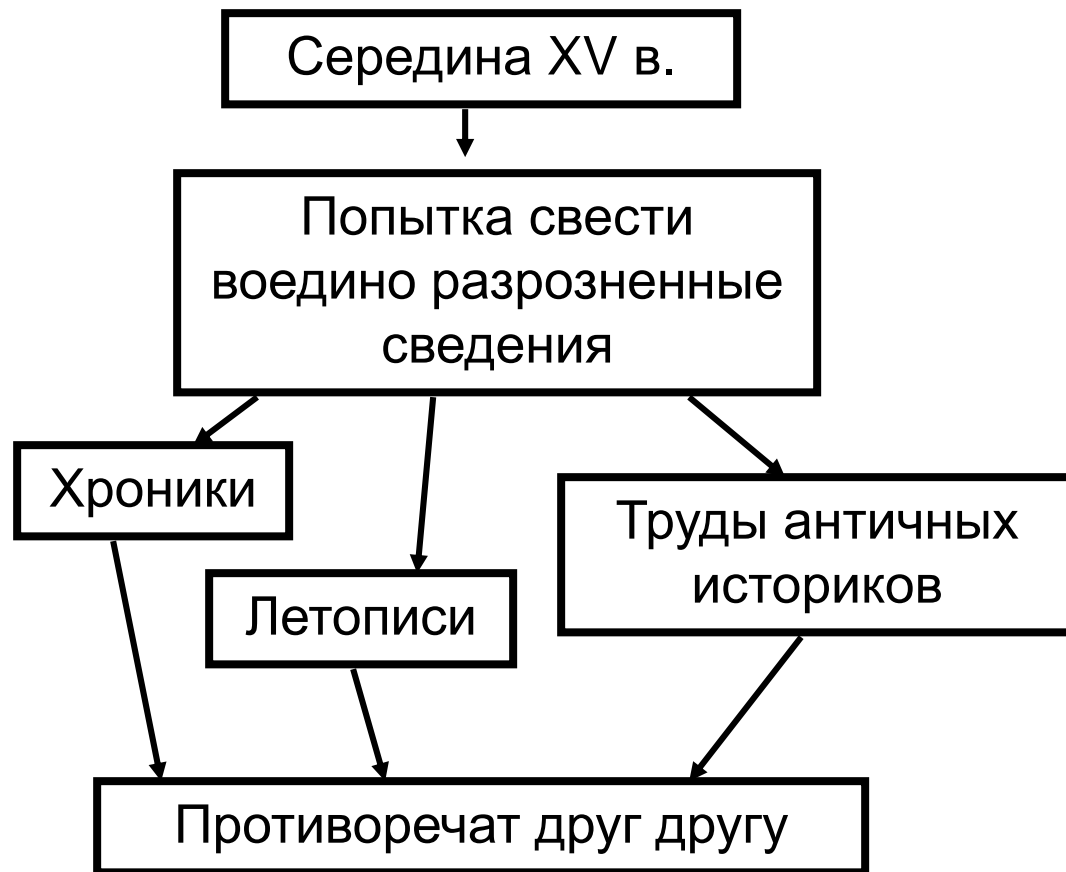 Середина XV в.
Попытка свести
воедино разрозненные
сведения
Хроники
Труды античных
историков
Летописи
Противоречат друг другу